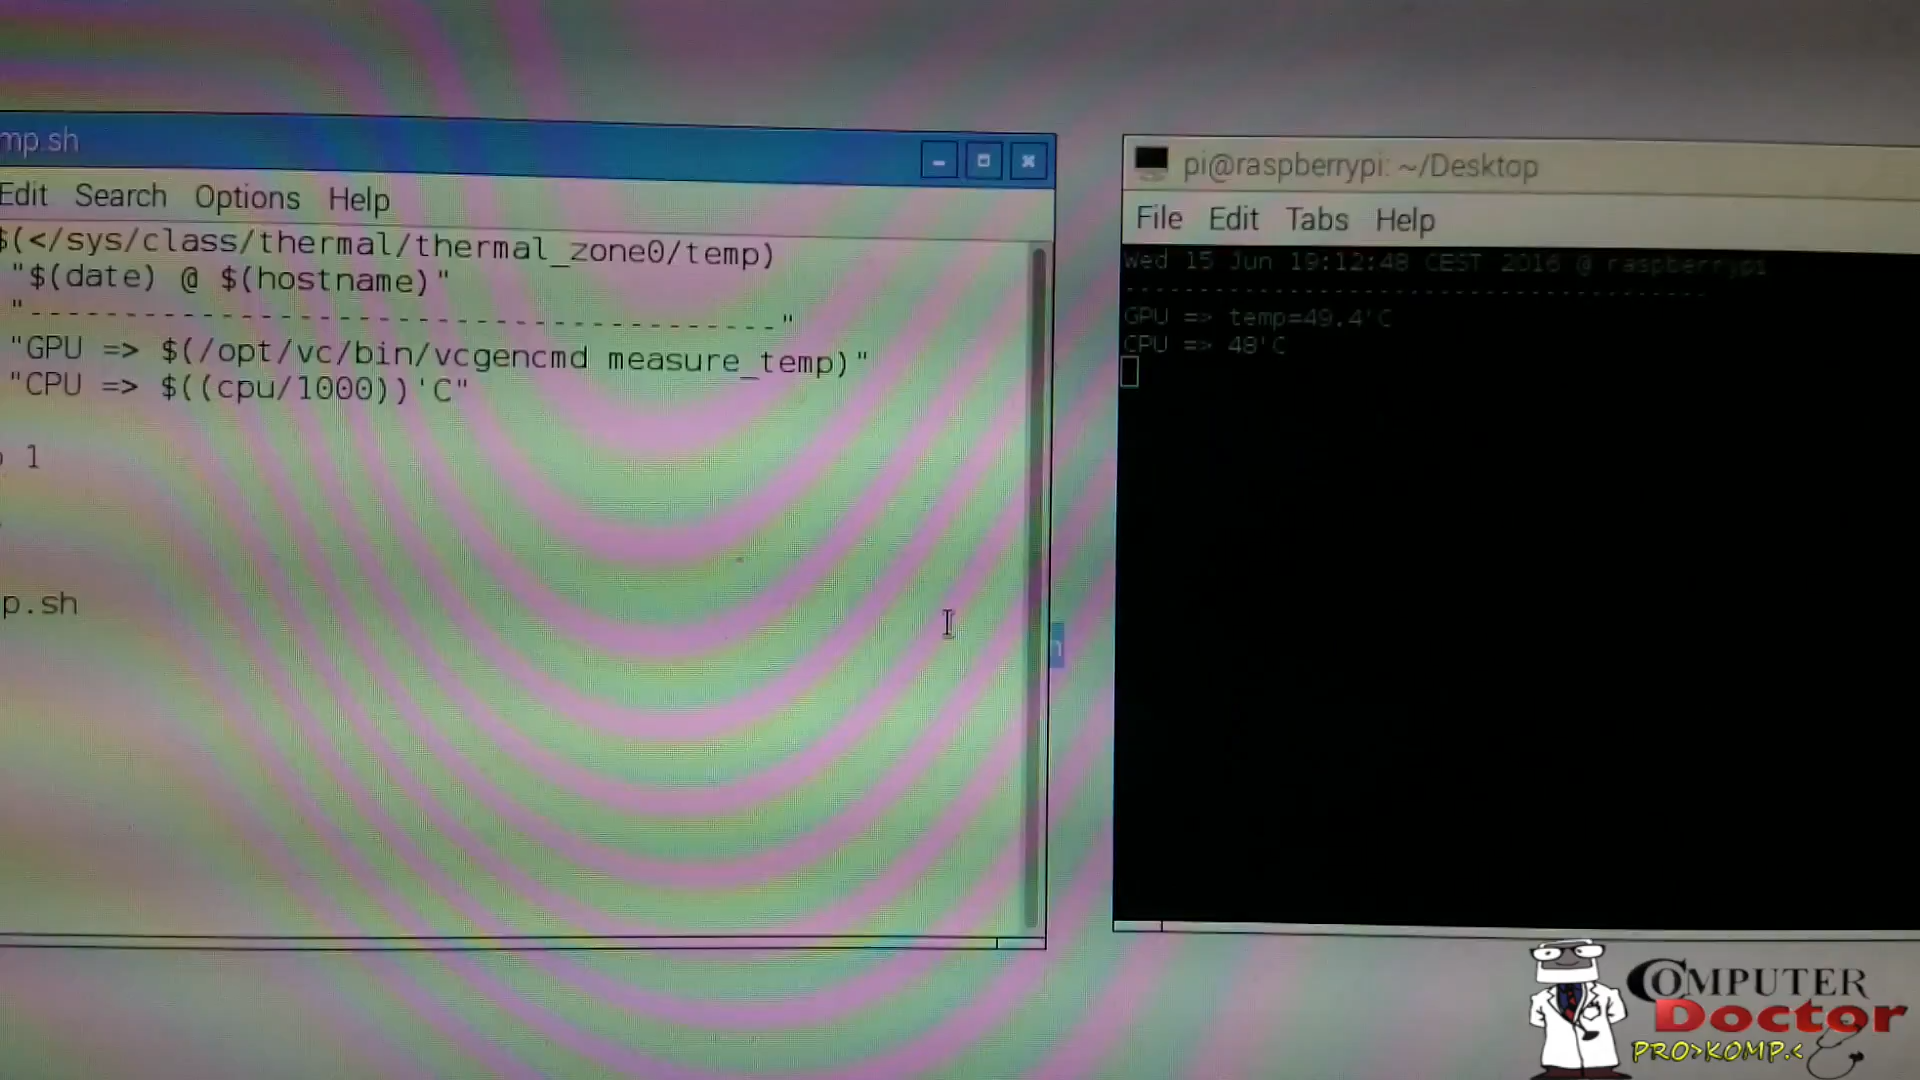 mp.sh
Edit Search Options Help
$(</sys/class/thermal/thermal_zone0/temp)
"$(date) @ $(hostname)"
"----------------------------------------"
"GPU => $(/opt/vc/bin/vcgencmd measure_temp)"
"CPU => $((cpu/1000))'C"
1
p.sh
pi@raspberrypi: ~/Desktop
File Edit Tabs Help
Wed 15 Jun 19:12:48 CEST 2016 @ raspberrypi
----------------------------------------
GPU => temp=49.4'C
CPU => 48'C
COMPUTER
Doctor
PRO>KOMP.<